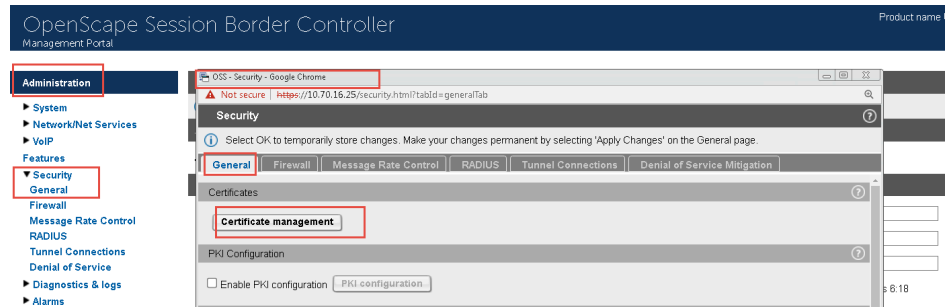 OpenScape Session Border Controller
Management Portal
Product name
Administration
System
Network/Net Services
VoIP
Features
Security
General
Firewall
Message Rate Control
RADIUS
Tunnel Connections
Denial of Service
Diagnostics & logs
Alarms
OSS - Security - Google Chrome
Not secure | https://10.70.16.25/security.html?tabId=generalTab
Security
Select OK to temporarily store changes. Make your changes permanent by selecting 'Apply Changes' on the General page.
General Firewall Message Rate Control RADIUS Tunnel Connections Denial of Service Mitigation
Certificates
Certificate management
PKI Configuration
Enable PKI configuration PKI configuration
s 6:18